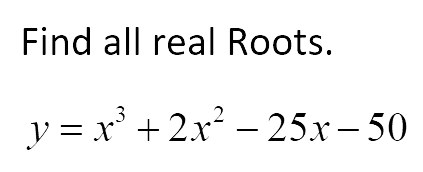 Find all real Roots.
y = x³ + 2x² − 25x − 50